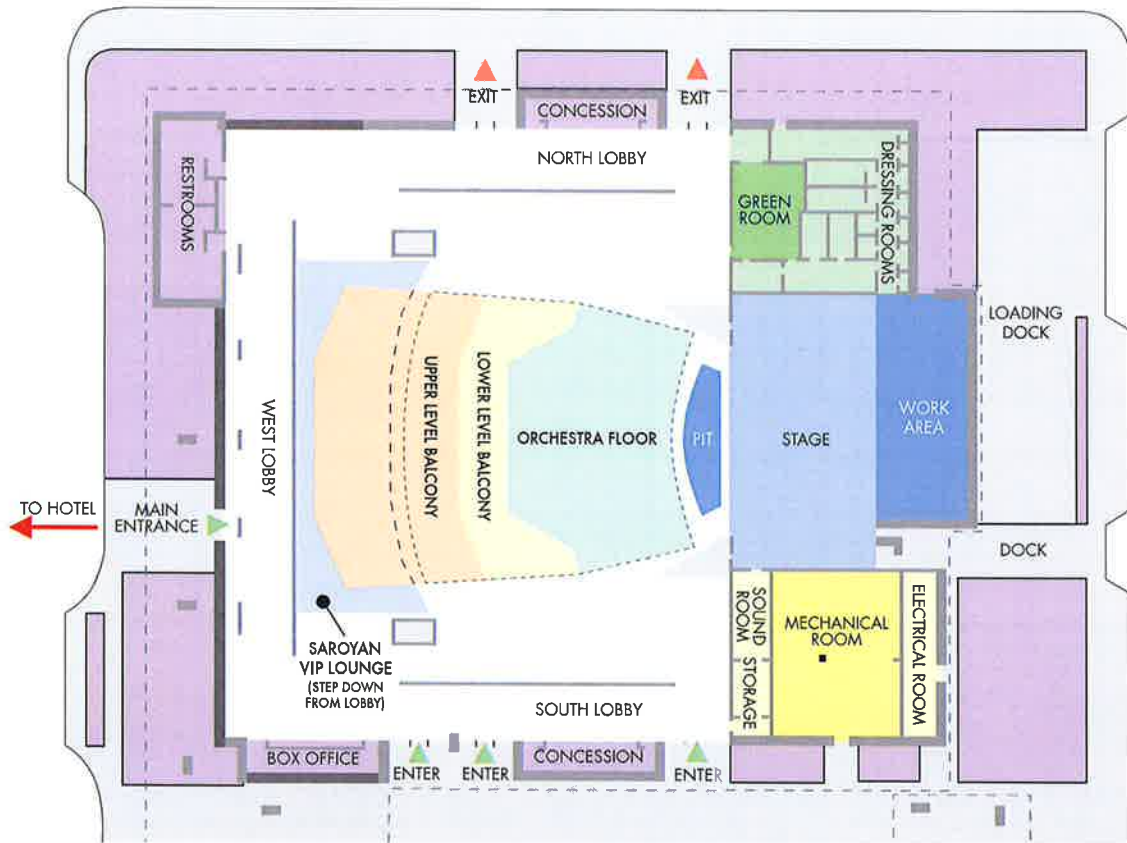 EXIT
EXIT
CONCESSION
NORTH LOBBY
RESTROOMS
GREEN
ROOM
DRESSING ROOMS
LOADING
DOCK
WEST LOBBY
UPPER LEVEL BALCONY
LOWER LEVEL BALCONY
ORCHESTRA FLOOR
PIT
STAGE
WORK
AREA
TO HOTEL
MAIN
ENTRANCE
DOCK
SAROYAN
VIP LOUNGE
(STEP DOWN
FROM LOBBY)
SOUND
ROOM
STORAGE
MECHANICAL
ROOM
ELECTRICAL ROOM
SOUTH LOBBY
BOX OFFICE
ENTER
ENTER
CONCESSION
ENTER